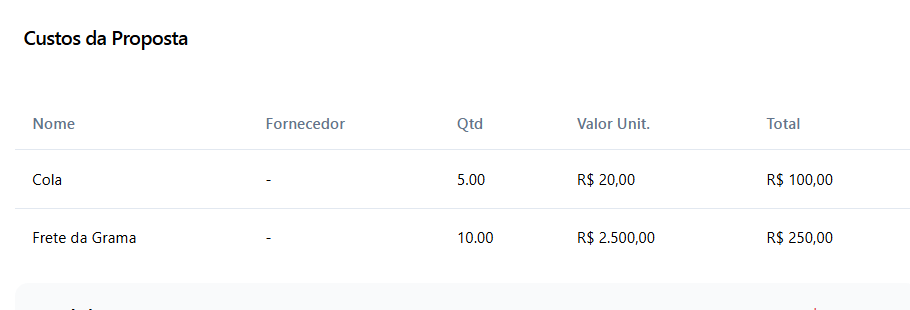 Custos da Proposta
Nome Fornecedor Qtd Valor Unit. Total
Cola - 5.00 R$ 20,00 R$ 100,00
Frete da Grama - 10.00 R$ 2.500,00 R$ 250,00